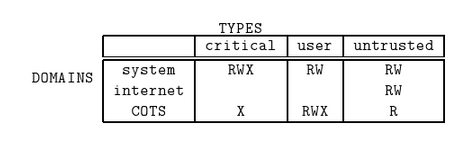 TYPES
critical user untrusted
DOMAINS system RWX RW RW
internet RW
COTS X RWX R